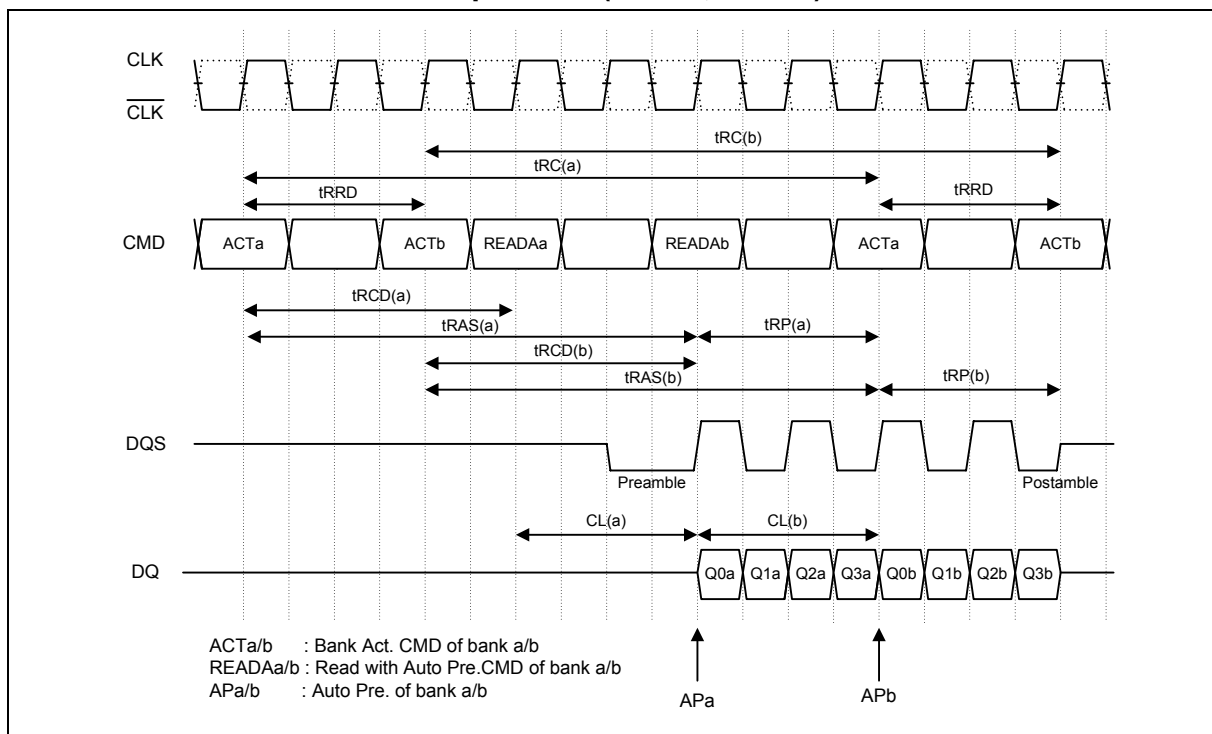 CLK
CLK
tRC(b)
tRC(a)
tRRD tRRD
CMD ACTa ACTb READAa READAb ACTa ACTb
tRCD(a)
tRAS(a) tRP(a)
tRCD(b)
tRAS(b) tRP(b)
DQS
Preamble Postamble
CL(a) CL(b)
DQ Q0a Q1a Q2a Q3a Q0b Q1b Q2b Q3b
ACTa/b : Bank Act. CMD of bank a/b
READAa/b : Read with Auto Pre.CMD of bank a/b
APa/b : Auto Pre. of bank a/b
APa APb